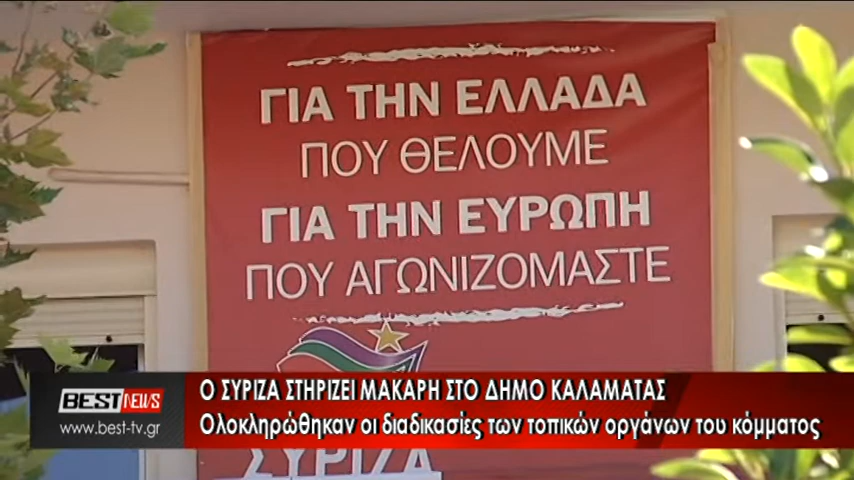 ΓΙΑ ΤΗΝ ΕΛΛΑΔΑ
ΠΟΥ ΘΕΛΟΥΜΕ
ΓΙΑ ΤΗΝ ΕΥΡΩΠΗ
ΠΟΥ ΑΓΩΝΙΖΟΜΑΣΤΕ
BEST NEWS
www.best-tv.gr
Ο ΣΥΡΙΖΑ ΣΤΗΡΙΖΕΙ ΜΑΚΑΡΗ ΣΤΟ ΔΗΜΟ ΚΑΛΑΜΑΤΑΣ
Ολοκληρώθηκαν οι διαδικασίες των τοπικών οργάνων του κόμματος
ΣΥΡΙΖΑ